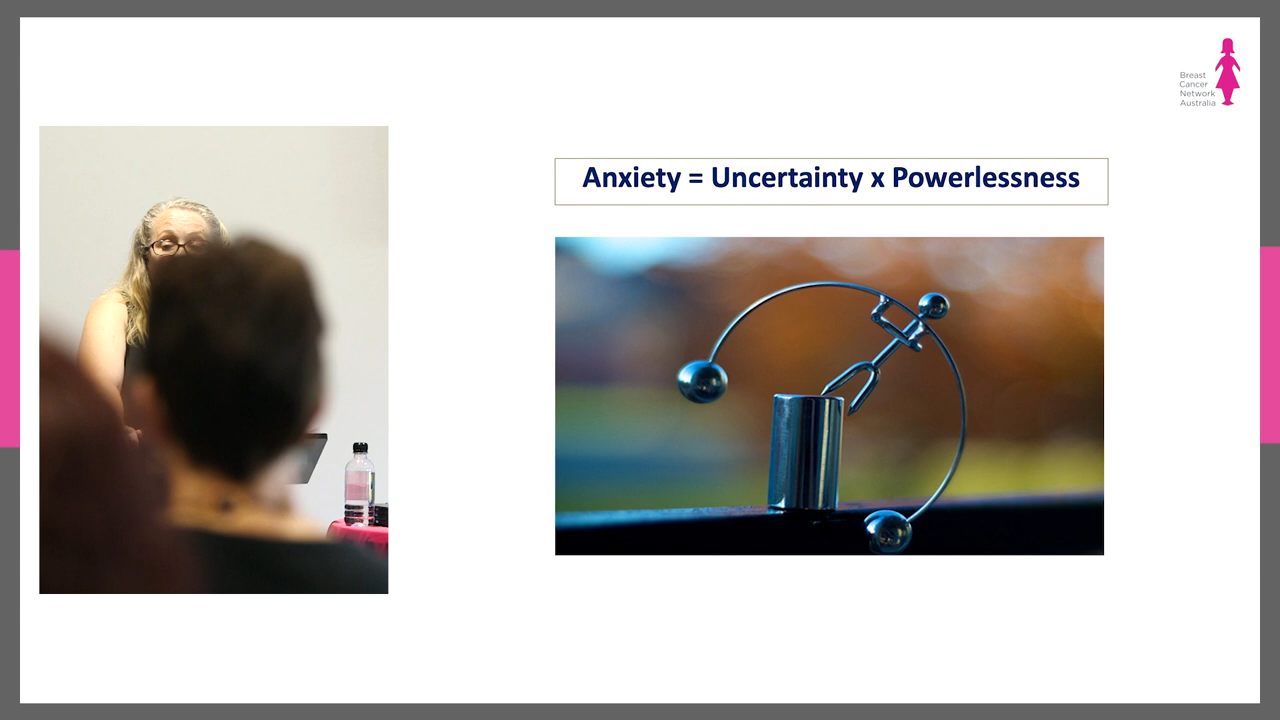 Breast
Cancer
Network
Australia
Anxiety = Uncertainty x Powerlessness